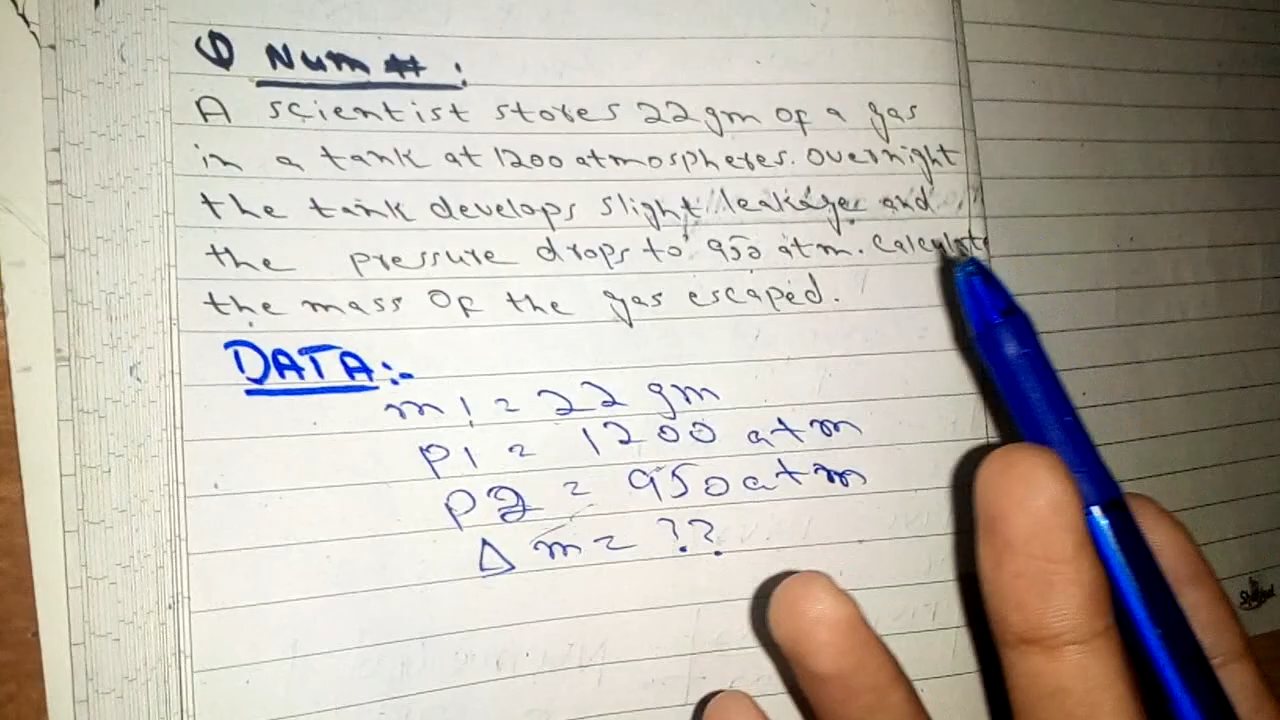 ① Num #:
A scientist stores 22 gm of a gas
in a tank at 1200 atmospheres. overnight
the tank develops slight leakage and
the pressure drops to 950 atm. Calculate
the mass of the gas escaped.
DATA:-
m1 = 22 gm
P1 = 1200 atm
P2 = 950 atm
Δ m = ??